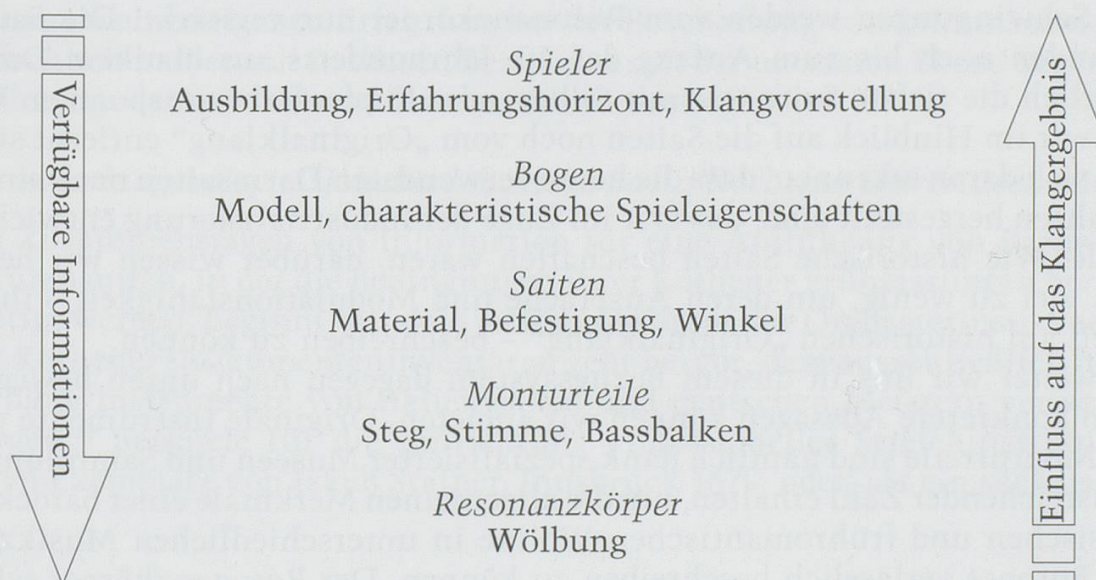 Verfügbare Informationen
Spieler
Ausbildung, Erfahrungshorizont, Klangvorstellung
Bogen
Modell, charakteristische Spieleigenschaften
Saiten
Material, Befestigung, Winkel
Monturteile
Steg, Stimme, Bassbalken
Resonanzkörper
Wölbung
Einfluss auf das Klangergebnis